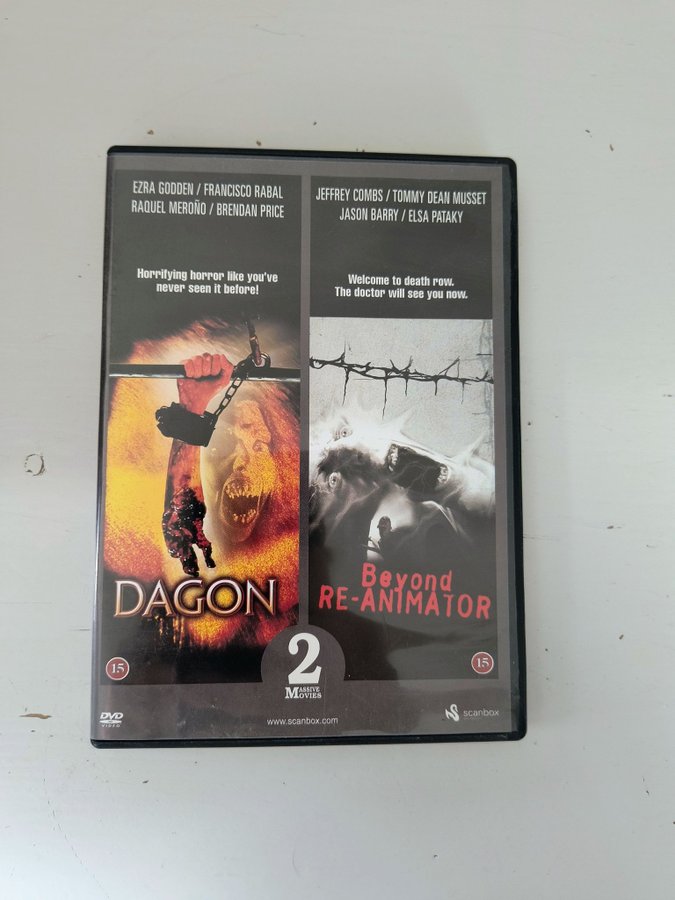 EZRA GODDEN / FRANCISCO RABAL
RAQUEL MEROÑO / BRENDAN PRICE
Horrifying horror like you've
never seen it before!
DAGON
15
JEFFREY COMBS / TOMMY DEAN MUSSET
JASON BARRY / ELSA PATAKY
Welcome to death row.
The doctor will see you now.
Beyond
RE-ANIMATOR
15
2
MASSIVE
MOVIES
DVD
VIDEO
www.scanbox.com
scanbox